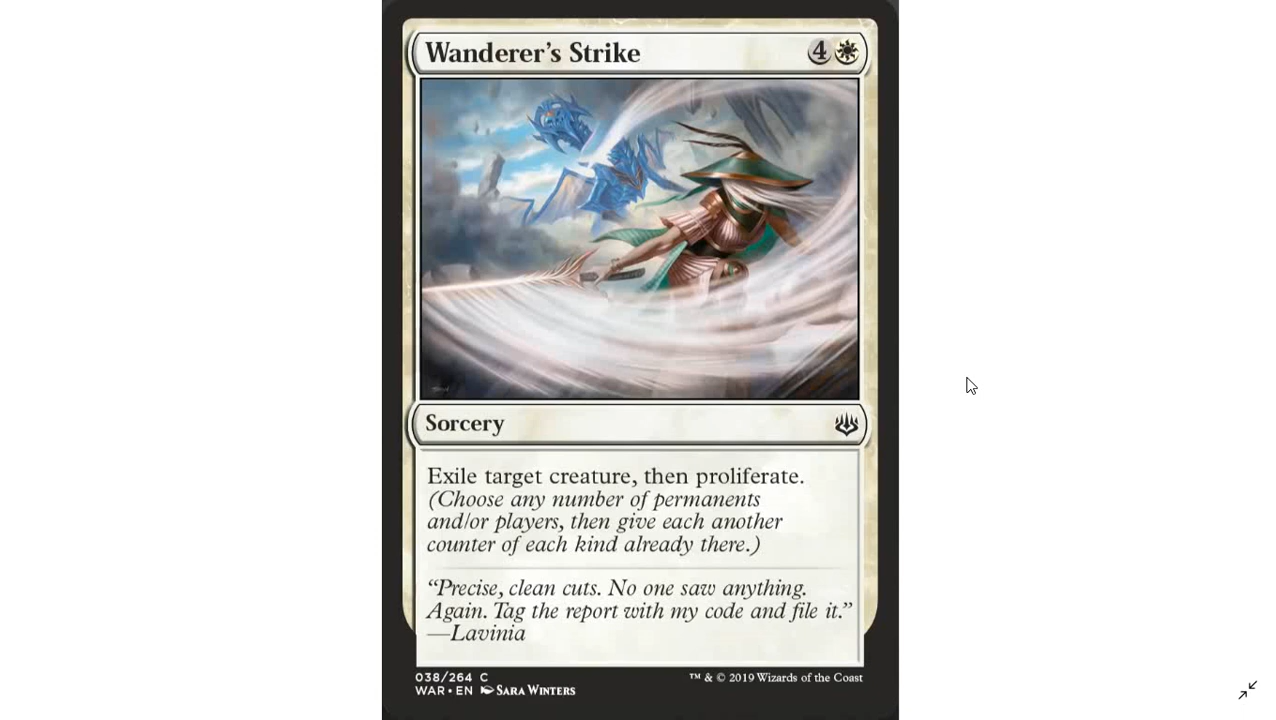 Wanderer's Strike 4
Sorcery
Exile target creature, then proliferate.
(Choose any number of permanents
and/or players, then give each another
counter of each kind already there.)
“Precise, clean cuts. No one saw anything.
Again. Tag the report with my code and file it.”
—Lavinia
038/264 C
WAR • EN SARA WINTERS
™ & © 2019 Wizards of the Coast